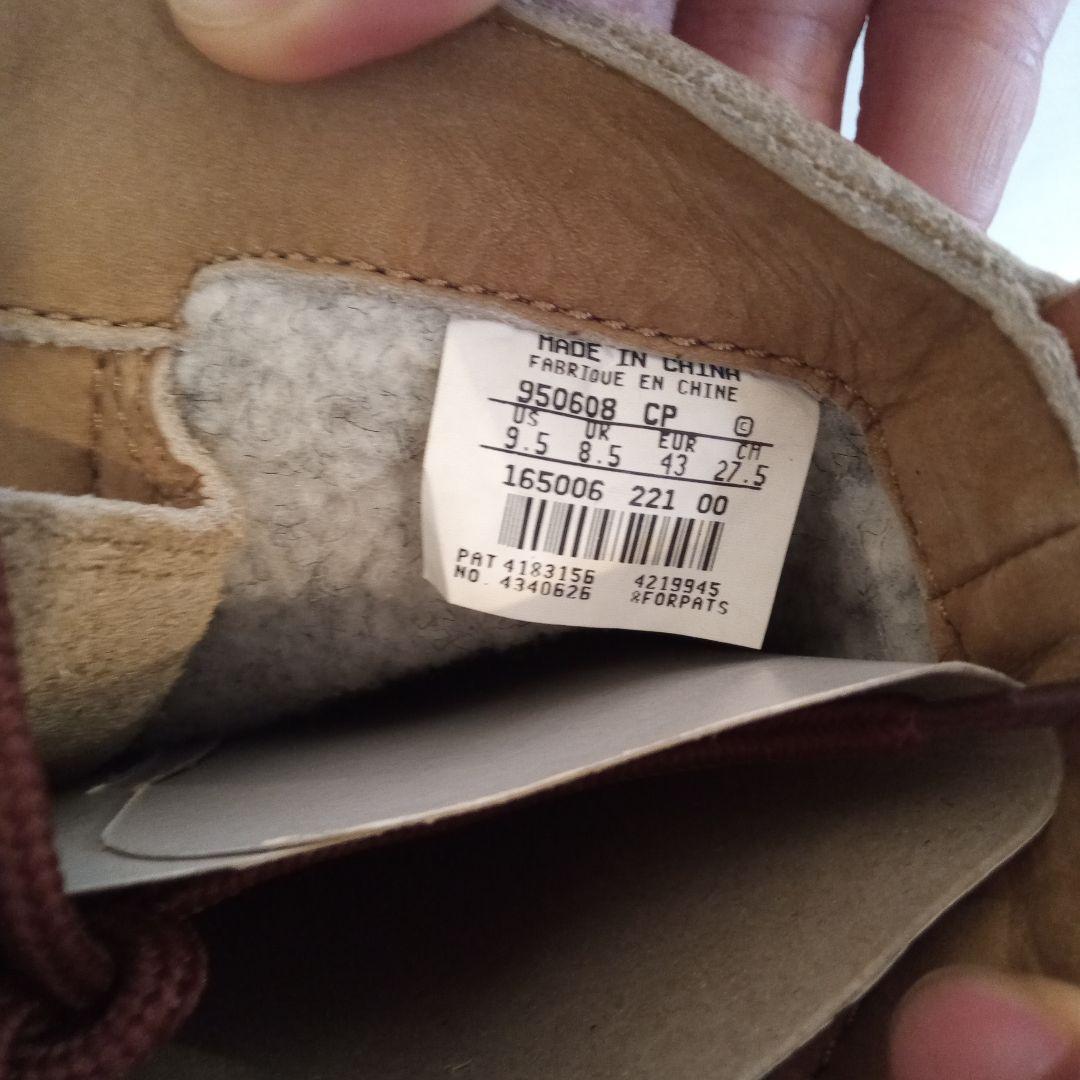 MADE IN CHINA
FABRIQUE EN CHINE
950608 CP ©
US UK EUR CM
9.5 8.5 43 27.5
165006 221 00
PAT 4183156 4219945
NO. 4340626 &FORPATS